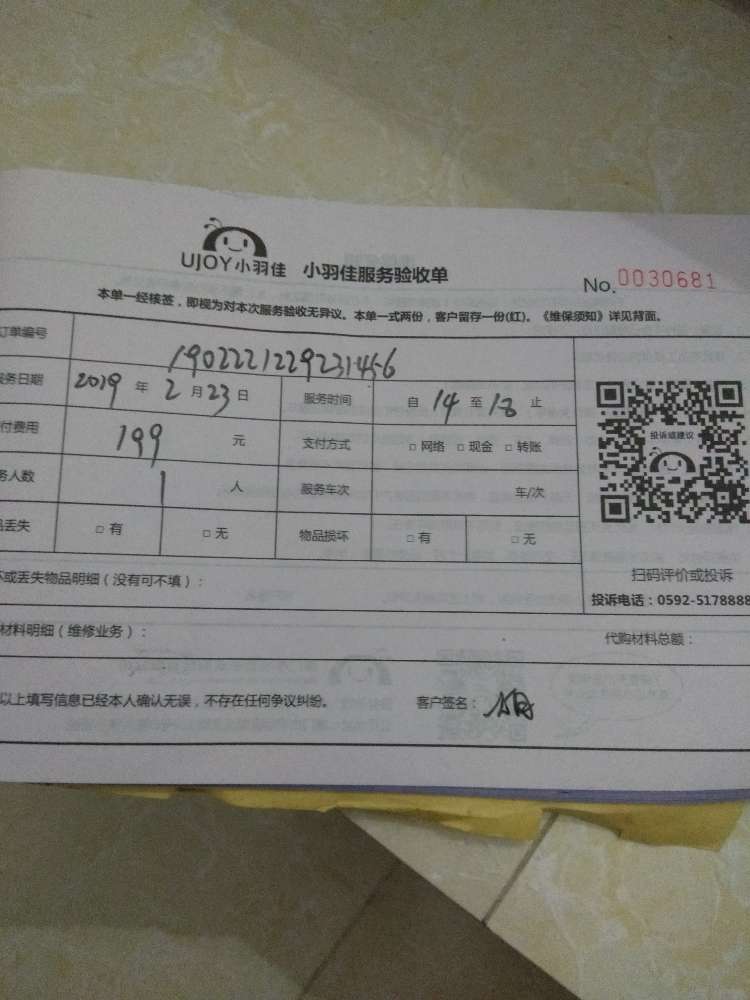 UJOY小羽佳 小羽佳服务验收单
No.0030681
本单一经核签，即视为对本次服务验收无异议。本单一式两份，客户留存一份(红)。《维保须知》详见背面。
订单编号 1902221229231456
务日期 2019 年 2 月 23 日 服务时间 自 14 至 18 止
付费用 199 元 支付方式 □ 网络 □ 现金 □ 转账
务人数 1 人 服务车次 车/次
丢失 □ 有 □ 无 物品损坏 □ 有 □ 无
投诉或建议
扫码评价或投诉
投诉电话：0592-5178888
坏或丢失物品明细（没有可不填）：
材料明细（维修业务）： 代购材料总额：
以上填写信息已经本人确认无误，不存在任何争议纠纷。 客户签名：